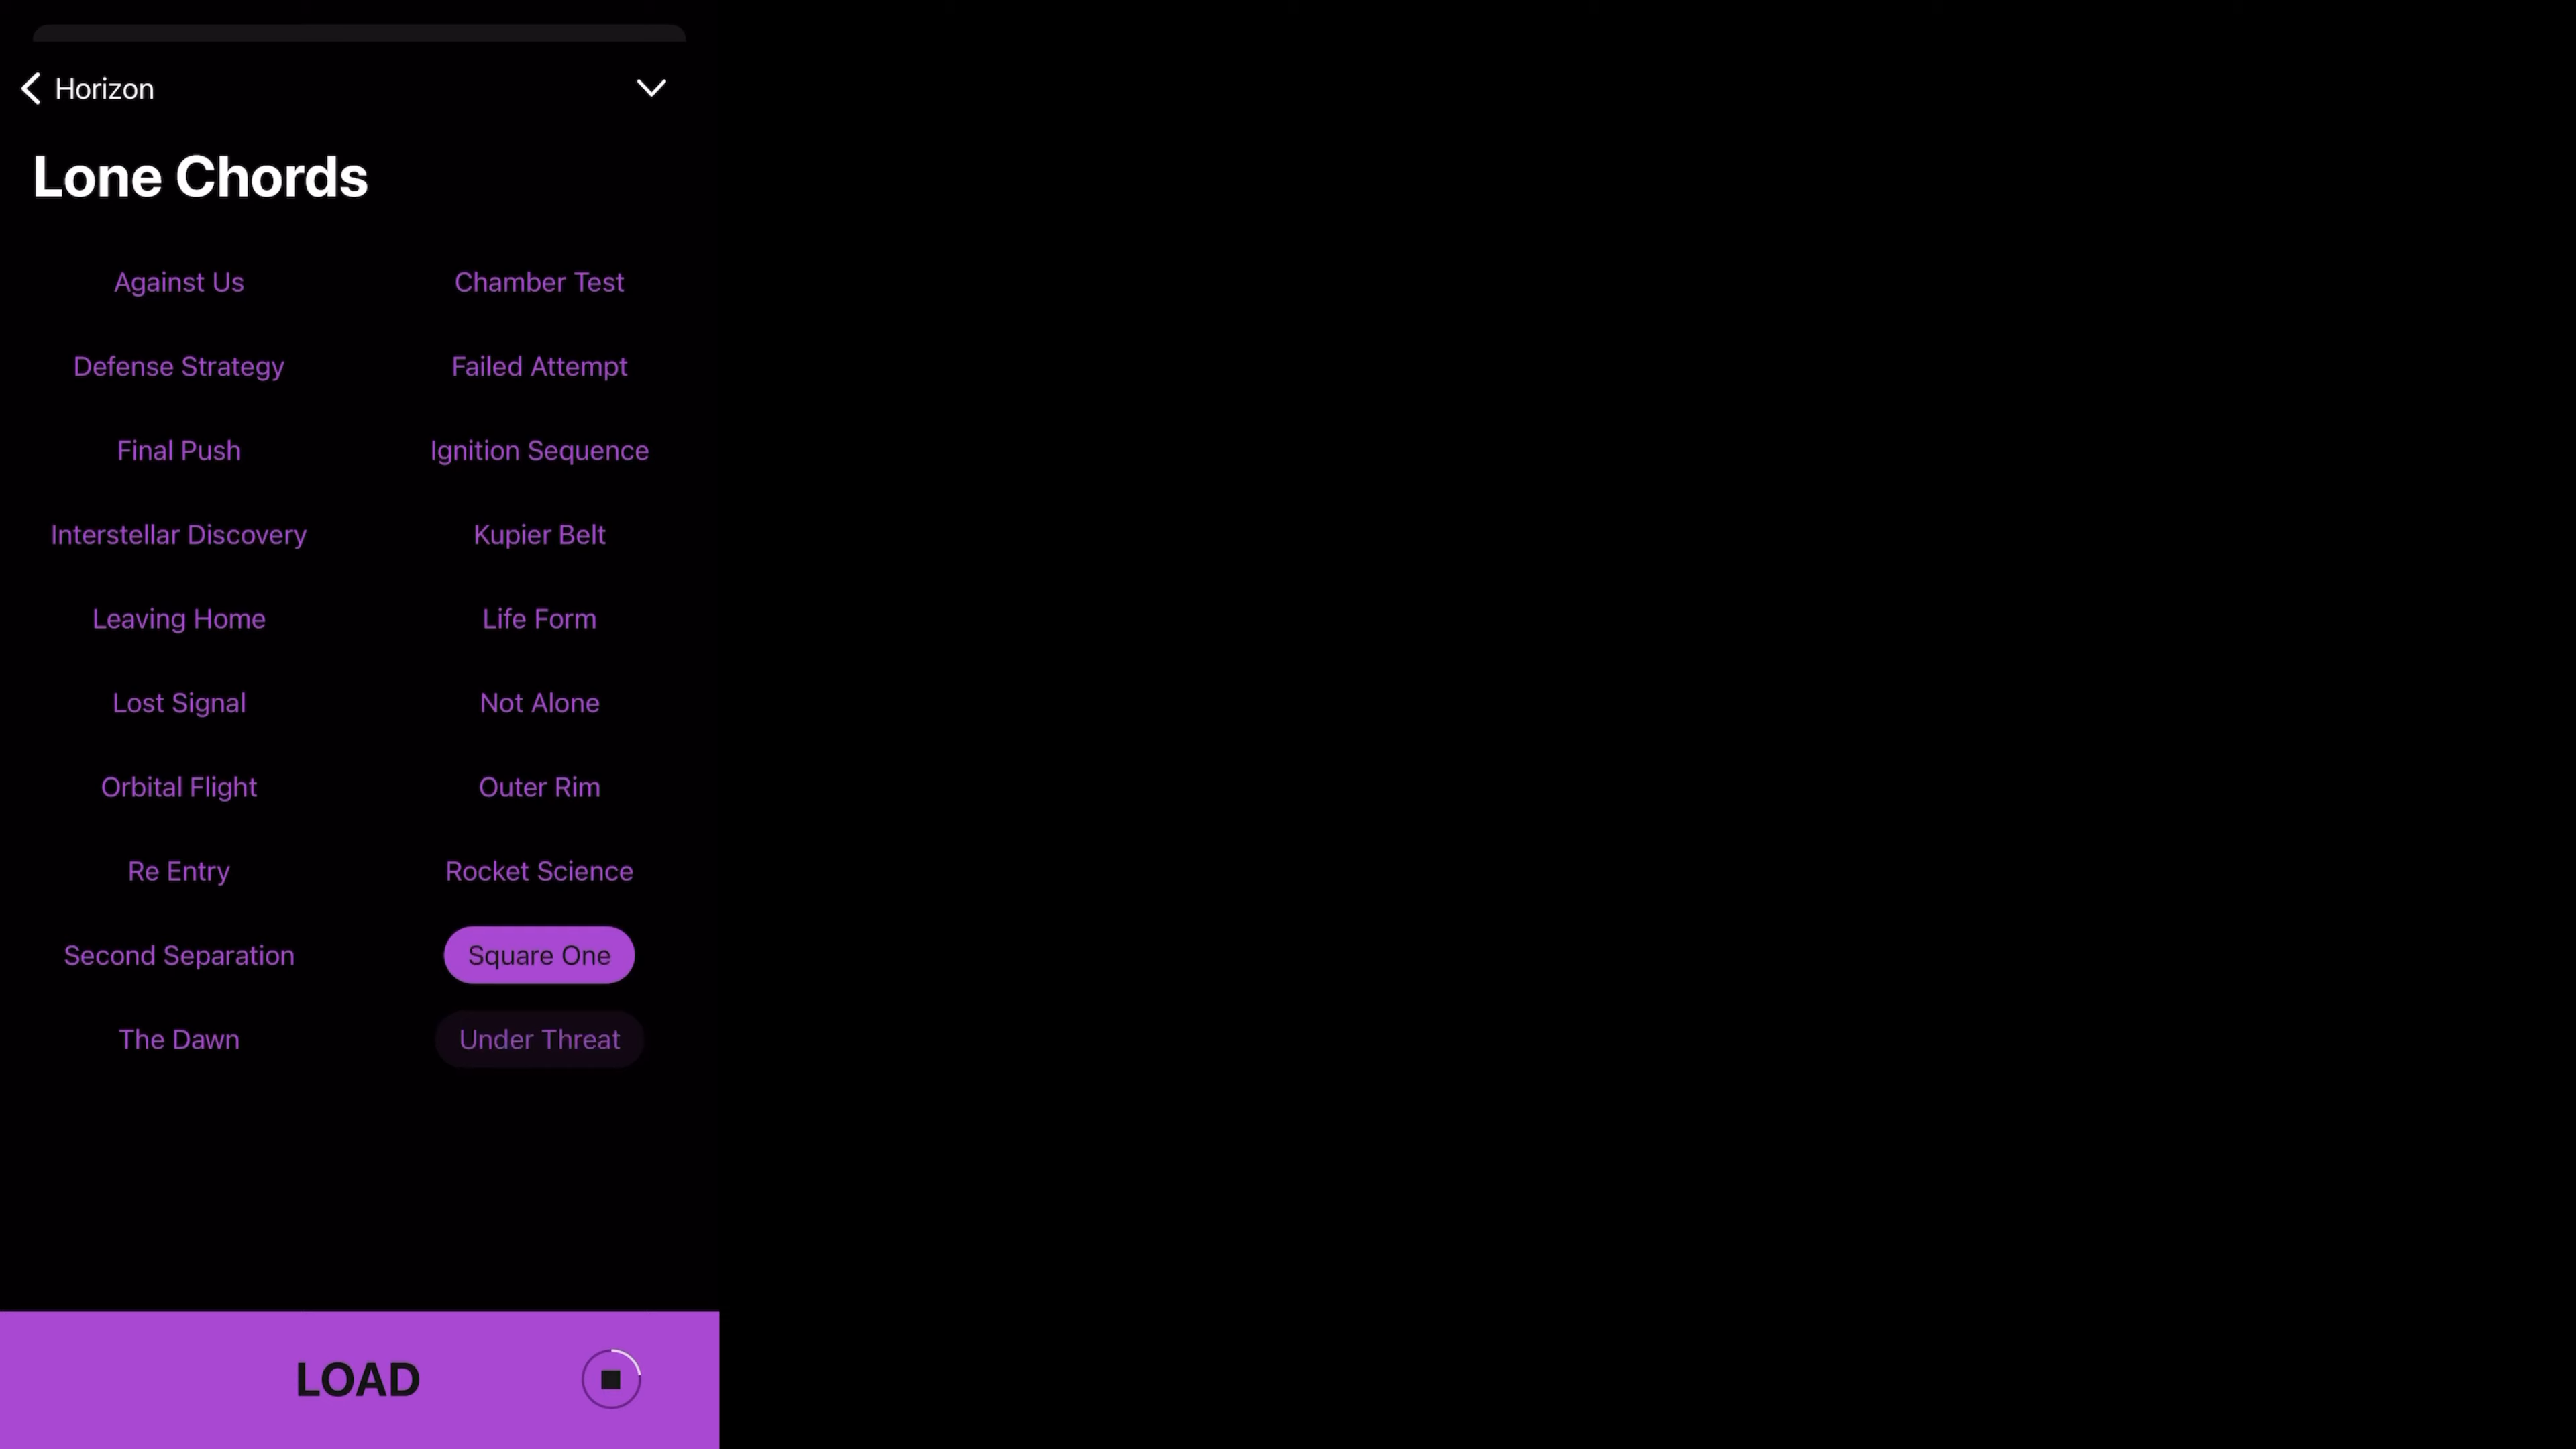 Horizon
Lone Chords
Against Us
Chamber Test
Defense Strategy
Failed Attempt
Final Push
Ignition Sequence
Interstellar Discovery
Kupier Belt
Leaving Home
Life Form
Lost Signal
Not Alone
Orbital Flight
Outer Rim
Re Entry
Rocket Science
Second Separation
Square One
The Dawn
Under Threat
LOAD